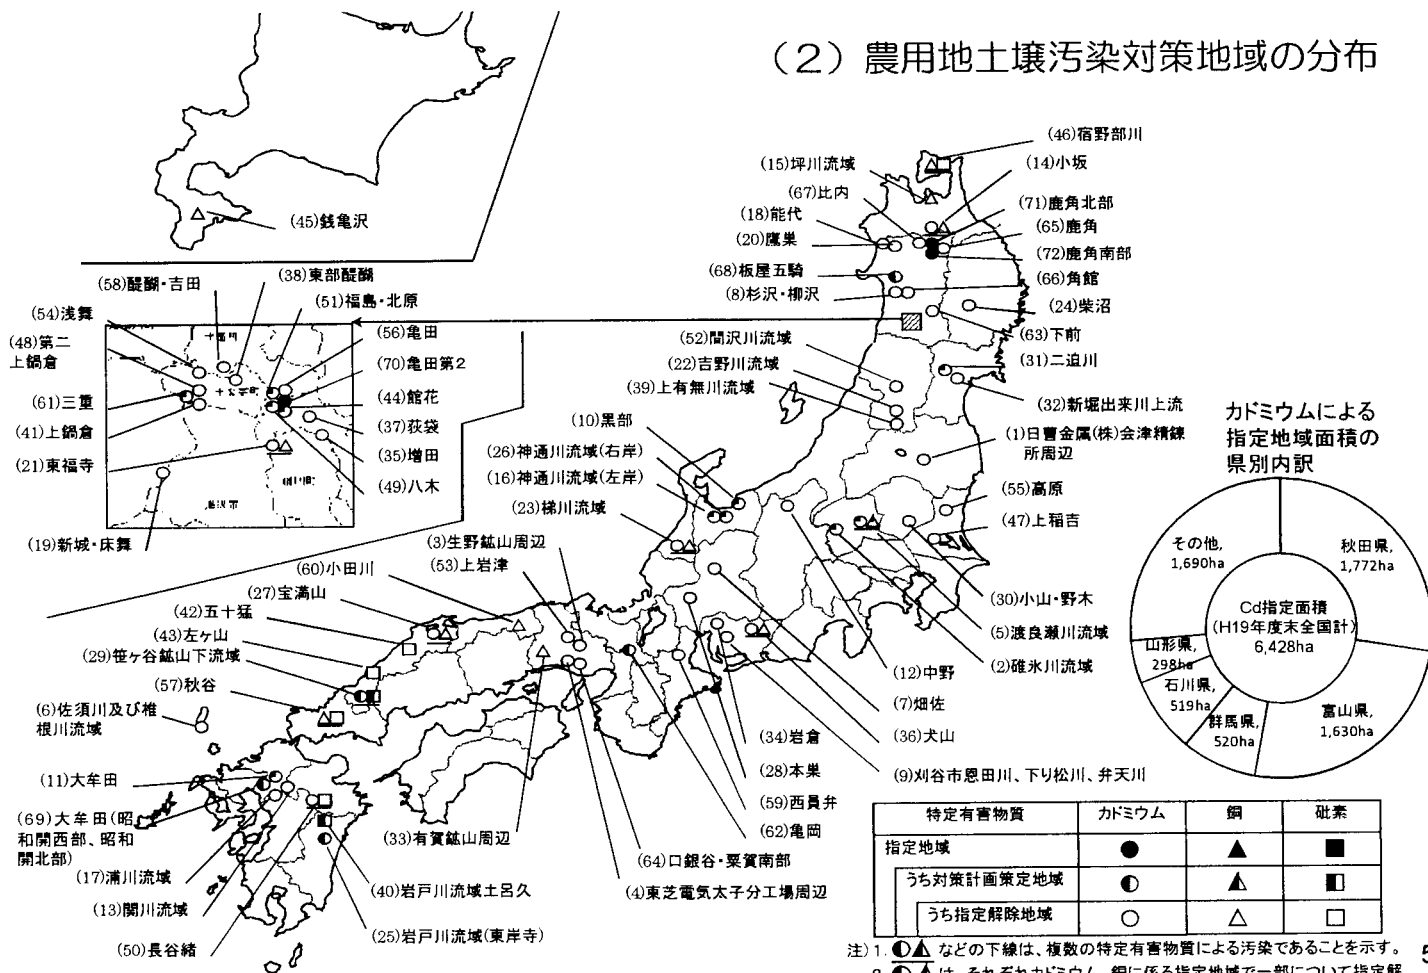 (2) 農用地土壌汚染対策地域の分布
(46)宿野部川
(15)坪川流域
(14)小坂
(67)比内
(71)鹿角北部
(18)能代
(65)鹿角
(20)鷹巣
(72)鹿角南部
(68)板屋五騎
(66)角館
(8)杉沢・柳沢
(24)柴沼
(63)下前
(52)間沢川流域
(31)二迫川
(22)吉野川流域
(39)上有無川流域
(32)新堀出来川上流
(10)黒部
(1)日曹金属(株)会津精錬
所周辺
(26)神通川流域(右岸)
(16)神通川流域(左岸)
(55)高原
(23)梯川流域
(47)上稲吉
(45)銭亀沢
(58)醍醐・吉田
(38)東部醍醐
(51)福島・北原
(54)浅舞
(56)亀田
(48)第二
上鍋倉
(70)亀田第2
(61)三重
(44)館花
(41)上鍋倉
(37)荻袋
(21)東福寺
(35)増田
(49)八木
(19)新城・床舞
(3)生野鉱山周辺
(53)上岩津
(60)小田川
(27)宝満山
(42)五十猛
(43)左ヶ山
(29)笹ヶ谷鉱山下流域
(57)秋谷
(6)佐須川及び椎
根川流域
(11)大牟田
(69)大牟田(昭
和開西部、昭和
開北部)
(17)浦川流域
(13)関川流域
(50)長谷緒
(33)有賀鉱山周辺
(40)岩戸川流域土呂久
(25)岩戸川流域(東岸寺)
(30)小山・野木
(5)渡良瀬川流域
(2)碓氷川流域
(12)中野
(7)畑佐
(34)岩倉
(36)犬山
(28)本巣
(9)刈谷市恩田川、下り松川、弁天川
(59)西員弁
(62)亀岡
(64)口銀谷・粟賀南部
(4)東芝電気太子分工場周辺
カドミウムによる
指定地域面積の
県別内訳
その他,
1,690ha
秋田県,
1,772ha
Cd指定面積
(H19年度末全国計)
6,428ha
山形県,
298ha
石川県,
519ha
群馬県,
520ha
富山県,
1,630ha
特定有害物質 カドミウム 銅 砒素
指定地域 ● ▲ ■
うち対策計画策定地域 ◐ ◭ ◧
うち指定解除地域 ○ △ □
注) 1. ◐◭ などの下線は、複数の特定有害物質による汚染であることを示す。
5